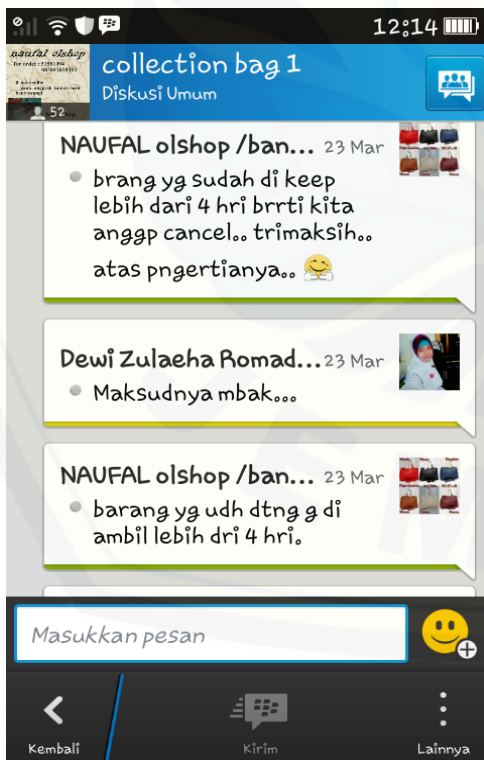 12:14
collection bag 1
Diskusi Umum
naufal olshop
52
NAUFAL olshop /ban... 23 Mar
brang yg sudah di keep
lebih dari 4 hri brrti kita
anggp cancel.. trimaksih..
atas pngertianya..
Dewi Zulaeha Romad...23 Mar
Maksudnya mbak...
NAUFAL olshop /ban... 23 Mar
barang yg udh dtng g di
ambil lebih dri 4 hri.
Masukkan pesan
Kembali
Kirim
Lainnya